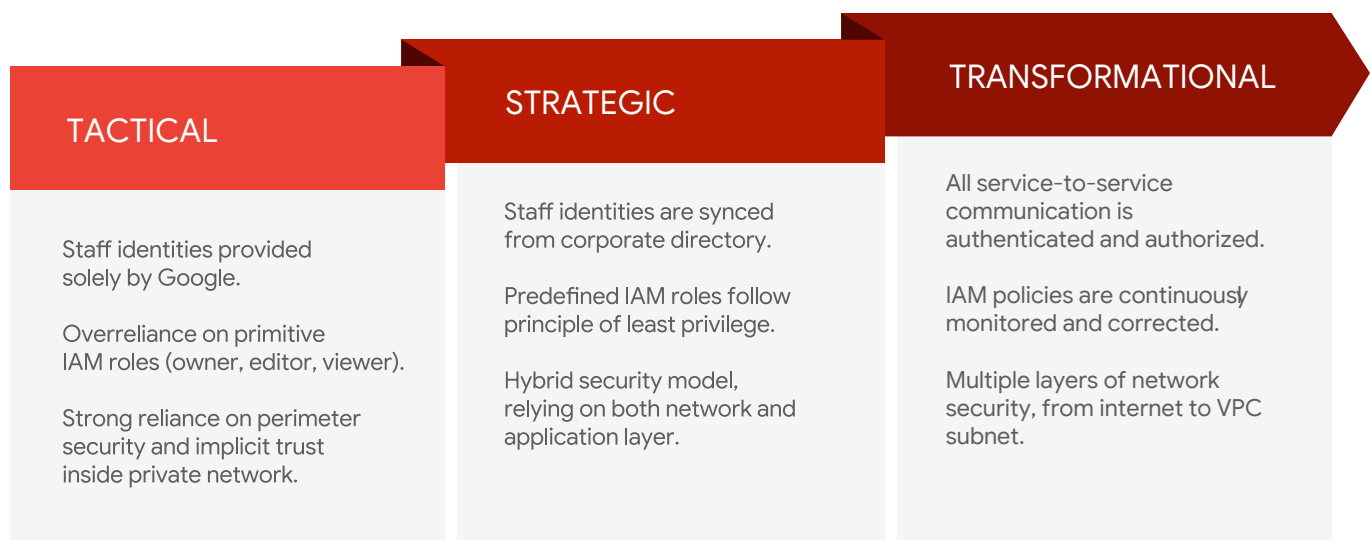 TACTICAL
Staff identities provided
solely by Google.
Overreliance on primitive
IAM roles (owner, editor, viewer).
Strong reliance on perimeter
security and implicit trust
inside private network.
STRATEGIC
Staff identities are synced
from corporate directory.
Predefined IAM roles follow
principle of least privilege.
Hybrid security model,
relying on both network and
application layer.
TRANSFORMATIONAL
All service-to-service
communication is
authenticated and authorized.
IAM policies are continuously
monitored and corrected.
Multiple layers of network
security, from internet to VPC
subnet.